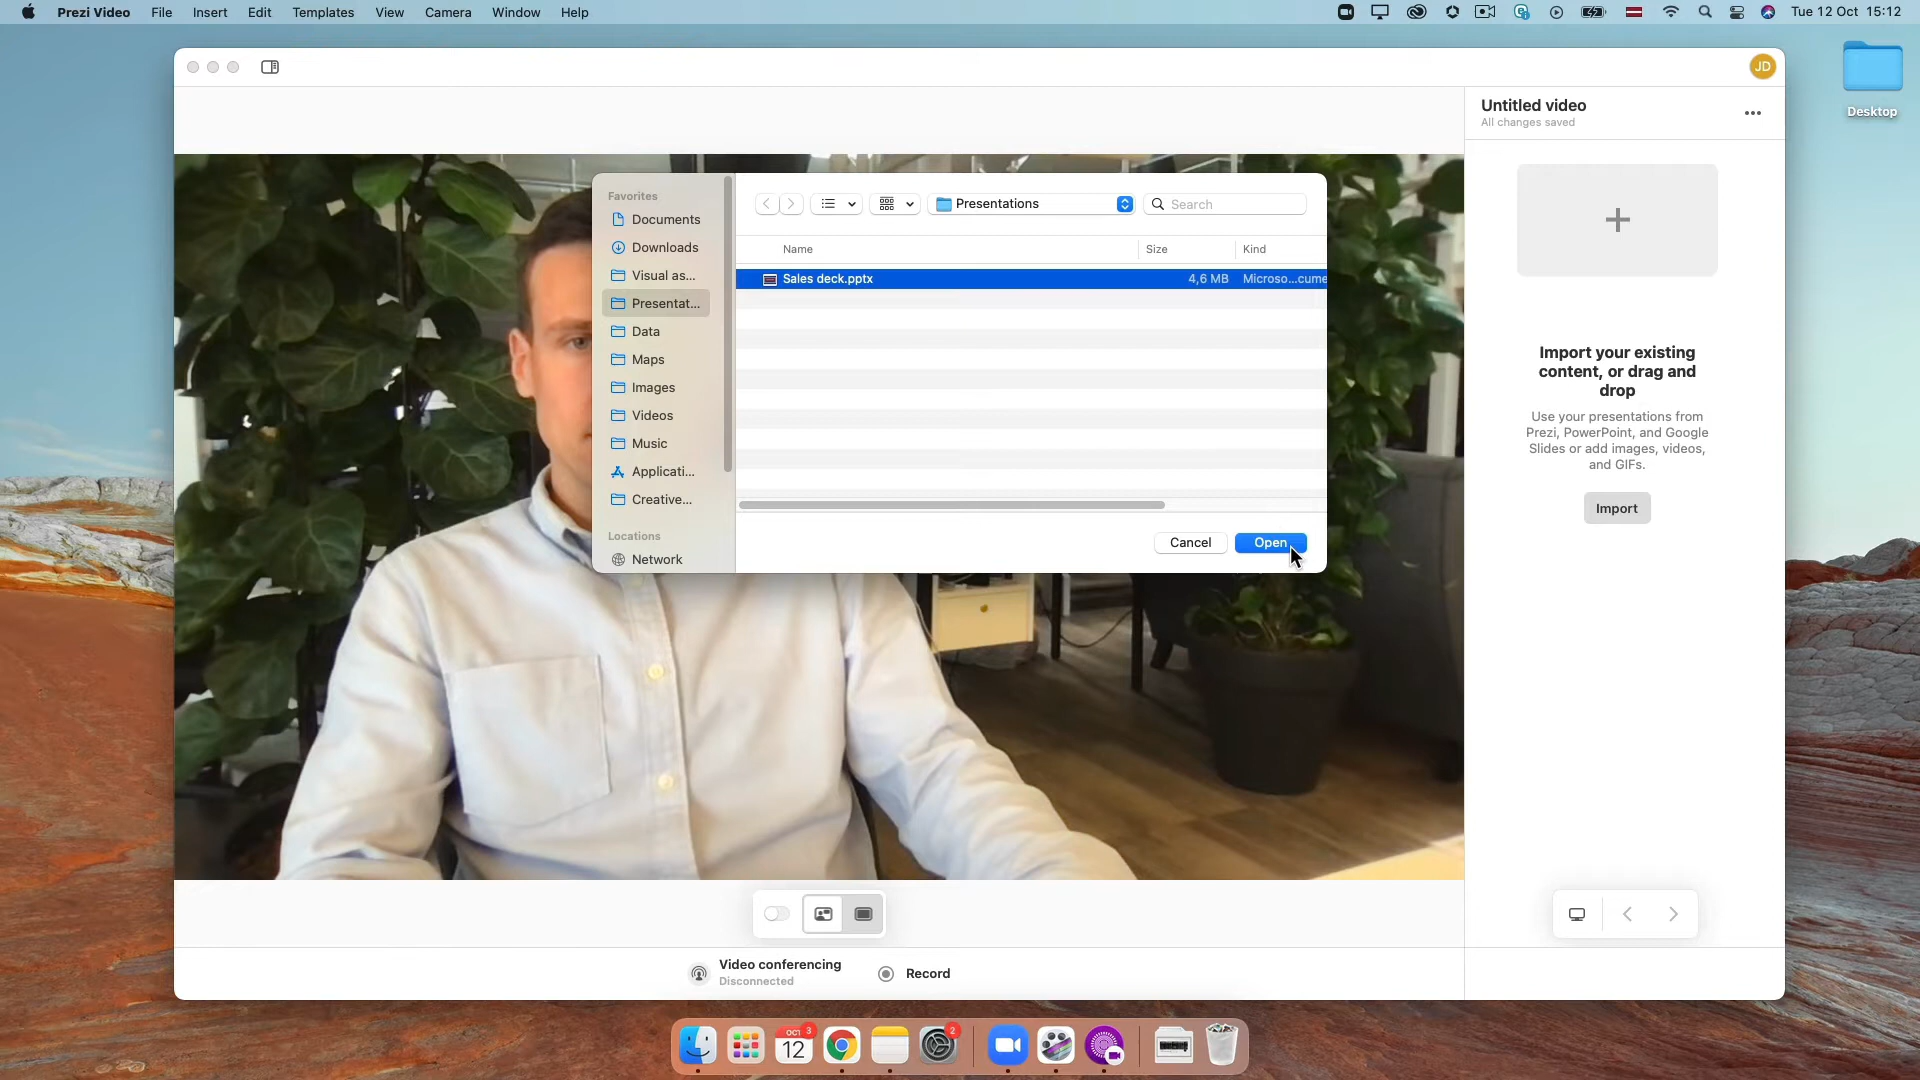 Prezi Video File Insert Edit Templates View Camera Window Help Tue 12 Oct 15:12
Desktop
JD
Untitled video
All changes saved
Favorites
Documents
Downloads
Visual as...
Presentat...
Data
Maps
Images
Videos
Music
Applicati...
Creative...
Locations
Network
Presentations
Search
Name Size Kind
Sales deck.pptx 4,6 MB Microso...cume
Cancel Open
Import your existing
content, or drag and
drop
Use your presentations from
Prezi, PowerPoint, and Google
Slides or add images, videos,
and GIFs.
Import
Video conferencing
Disconnected
Record
OCT 3
12
2